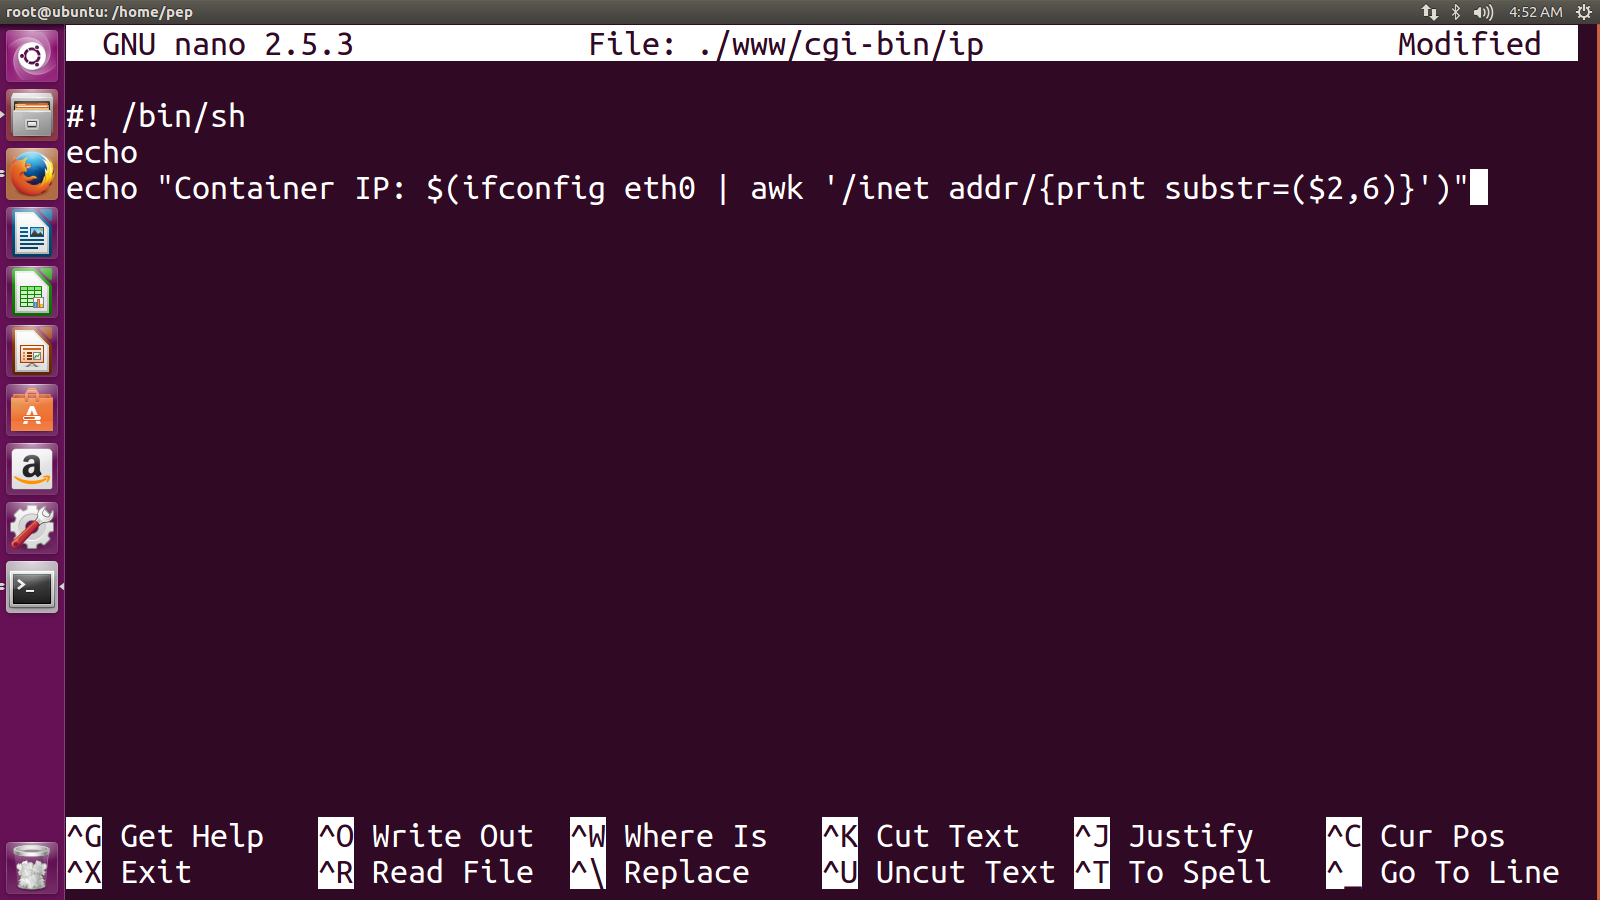 root@ubuntu: /home/pep
4:52 AM
GNU nano 2.5.3 File: ./www/cgi-bin/ip Modified
#! /bin/sh
echo
echo "Container IP: $(ifconfig eth0 | awk '/inet addr/{print substr=($2,6)}')"
^G Get Help ^O Write Out ^W Where Is ^K Cut Text ^J Justify ^C Cur Pos
^X Exit ^R Read File ^\ Replace ^U Uncut Text ^T To Spell ^_ Go To Line